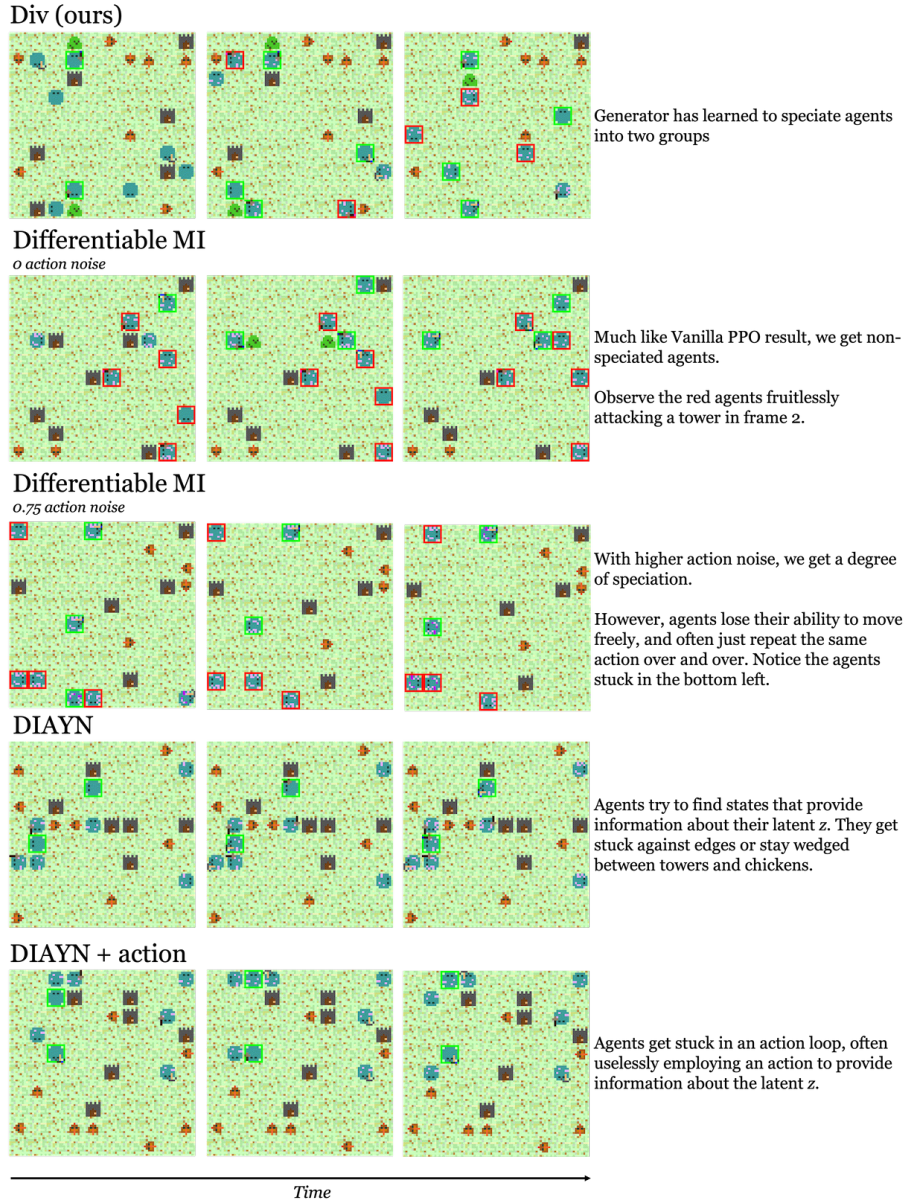 Div (ours)
Generator has learned to speciate agents
into two groups
Differentiable MI
0 action noise
Much like Vanilla PPO result, we get non-
speciated agents.
Observe the red agents fruitlessly
attacking a tower in frame 2.
Differentiable MI
0.75 action noise
With higher action noise, we get a degree
of speciation.
However, agents lose their ability to move
freely, and often just repeat the same
action over and over. Notice the agents
stuck in the bottom left.
DIAYN
Agents try to find states that provide
information about their latent z. They get
stuck against edges or stay wedged
between towers and chickens.
DIAYN + action
Agents get stuck in an action loop, often
uselessly employing an action to provide
information about the latent z.
Time